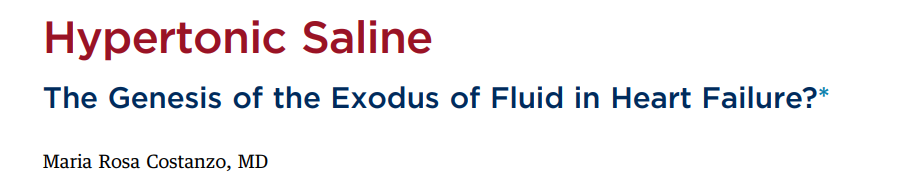 Hypertonic Saline
The Genesis of the Exodus of Fluid in Heart Failure?*
Maria Rosa Costanzo, MD